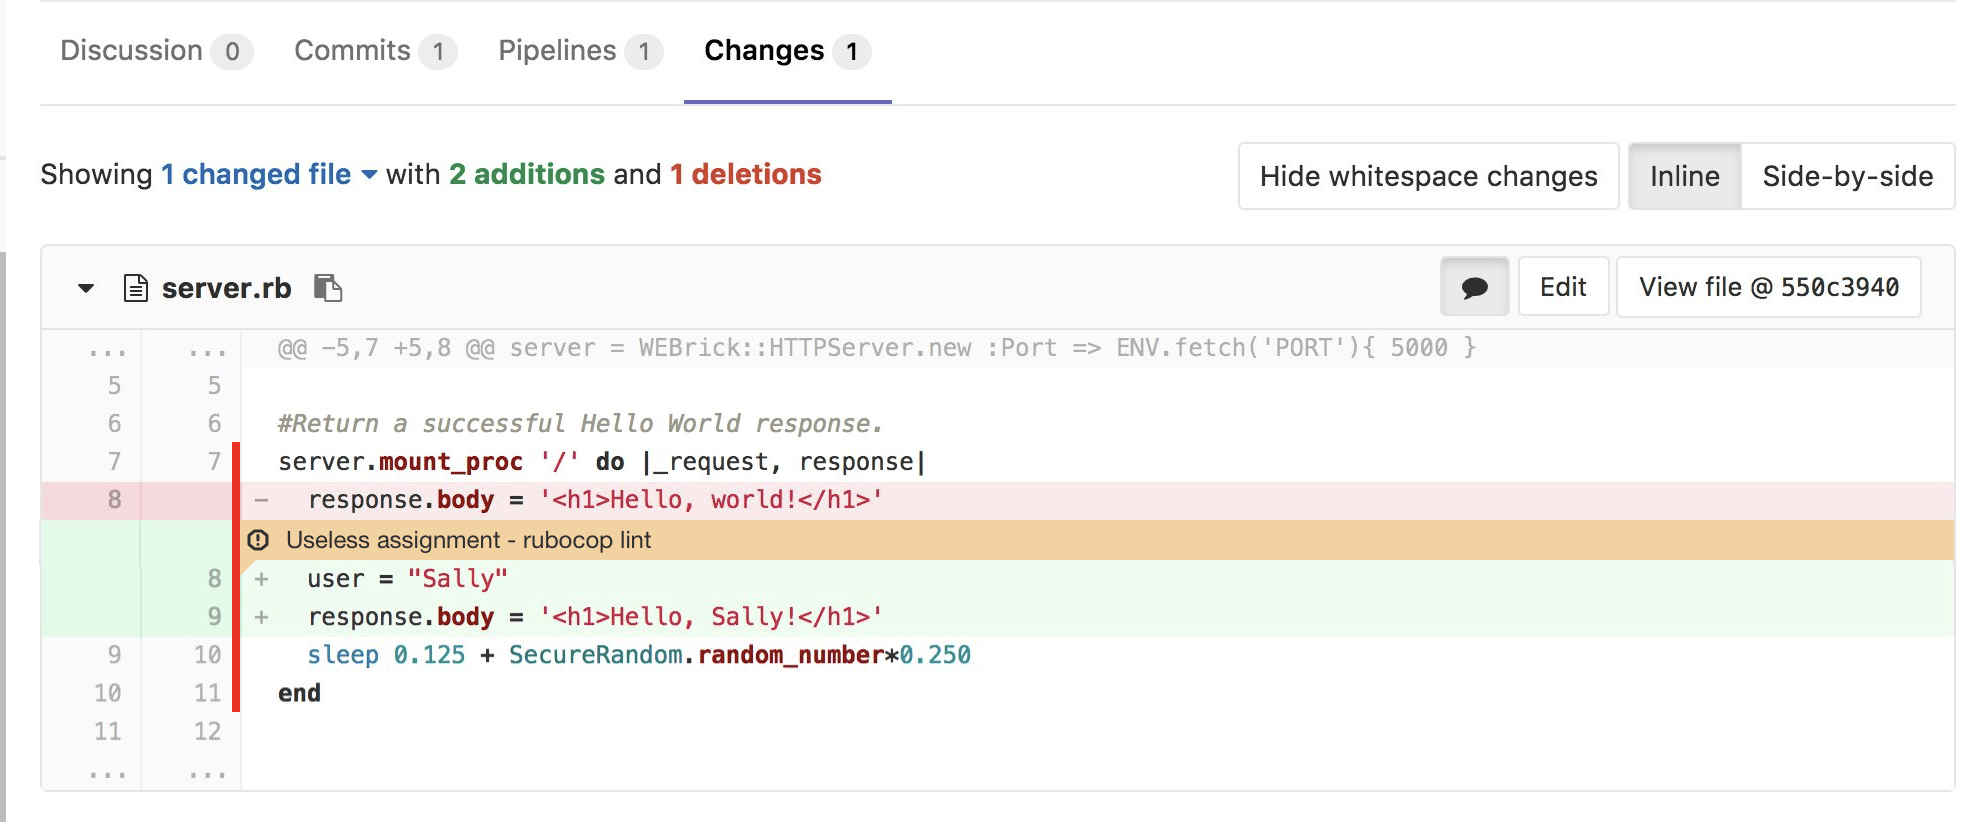 Discussion 0 Commits 1 Pipelines 1 Changes 1
Showing 1 changed file with 2 additions and 1 deletions Hide whitespace changes Inline Side-by-side
server.rb Edit View file @ 550c3940
... ... @@ -5,7 +5,8 @@ server = WEBrick::HTTPServer.new :Port => ENV.fetch('PORT'){ 5000 }
5 5
6 6 #Return a successful Hello World response.
7 7 server.mount_proc '/' do |_request, response|
8 - response.body = '<h1>Hello, world!</h1>'
Useless assignment - rubocop lint
8 + user = "Sally"
9 + response.body = '<h1>Hello, Sally!</h1>'
9 10 sleep 0.125 + SecureRandom.random_number*0.250
10 11 end
11 12
... ...